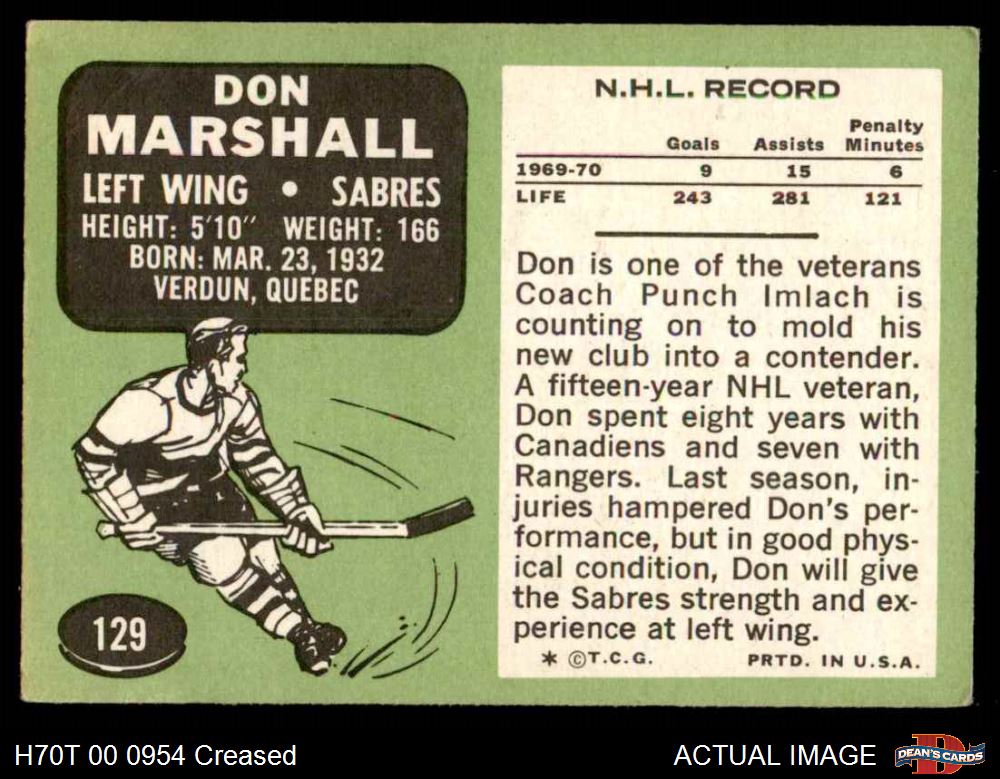 DON
MARSHALL
LEFT WING • SABRES
HEIGHT: 5'10" WEIGHT: 166
BORN: MAR. 23, 1932
VERDUN, QUEBEC
129
N.H.L. RECORD
Goals Assists Penalty Minutes
1969-70 9 15 6
LIFE 243 281 121
Don is one of the veterans
Coach Punch Imlach is
counting on to mold his
new club into a contender.
A fifteen-year NHL veteran,
Don spent eight years with
Canadiens and seven with
Rangers. Last season, in-
juries hampered Don's per-
formance, but in good phys-
ical condition, Don will give
the Sabres strength and ex-
perience at left wing.
* ©T.C.G. PRTD. IN U.S.A.
H70T 00 0954 Creased
ACTUAL IMAGE
D
DEAN'S CARDS